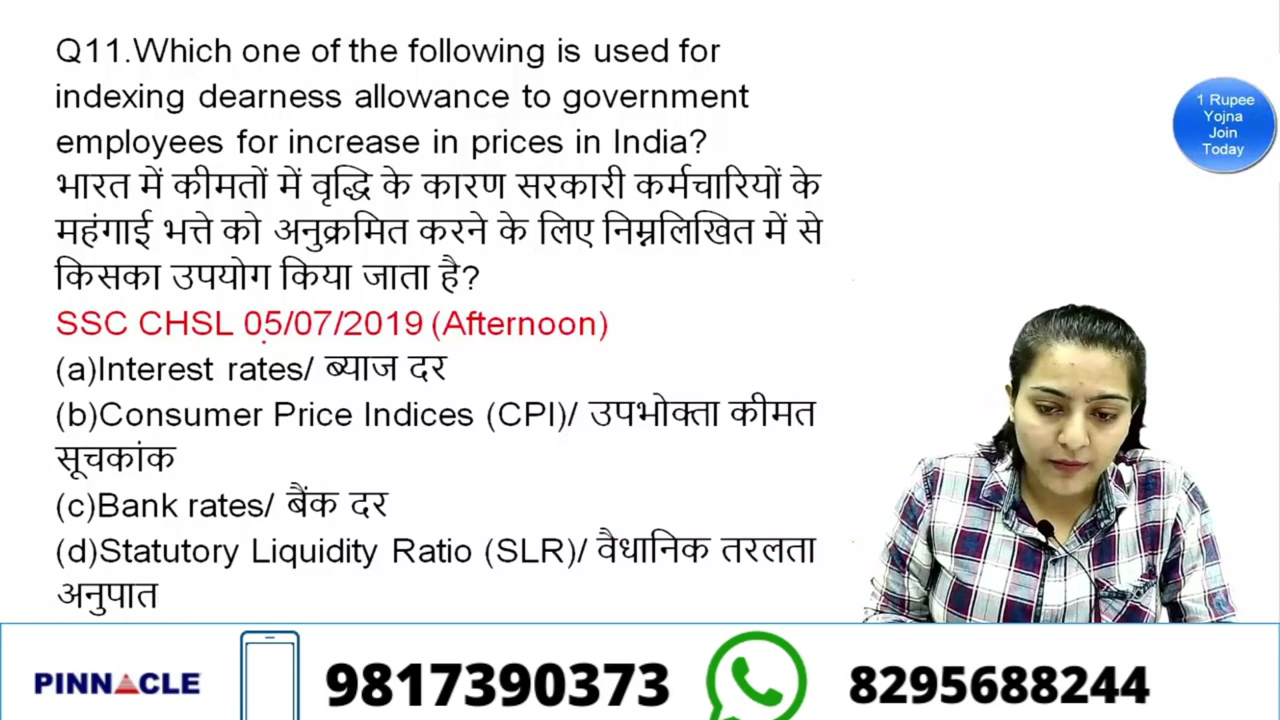 Q11.Which one of the following is used for
indexing dearness allowance to government
employees for increase in prices in India?
भारत में कीमतों में वृद्धि के कारण सरकारी कर्मचारियों के
महंगाई भत्ते को अनुक्रमित करने के लिए निम्नलिखित में से
किसका उपयोग किया जाता है?
SSC CHSL 05/07/2019 (Afternoon)
(a)Interest rates/ ब्याज दर
(b)Consumer Price Indices (CPI)/ उपभोक्ता कीमत
सूचकांक
(c)Bank rates/ बैंक दर
(d)Statutory Liquidity Ratio (SLR)/ वैधानिक तरलता
अनुपात
1 Rupee
Yojna
Join
Today
PINNACLE 9817390373 8295688244